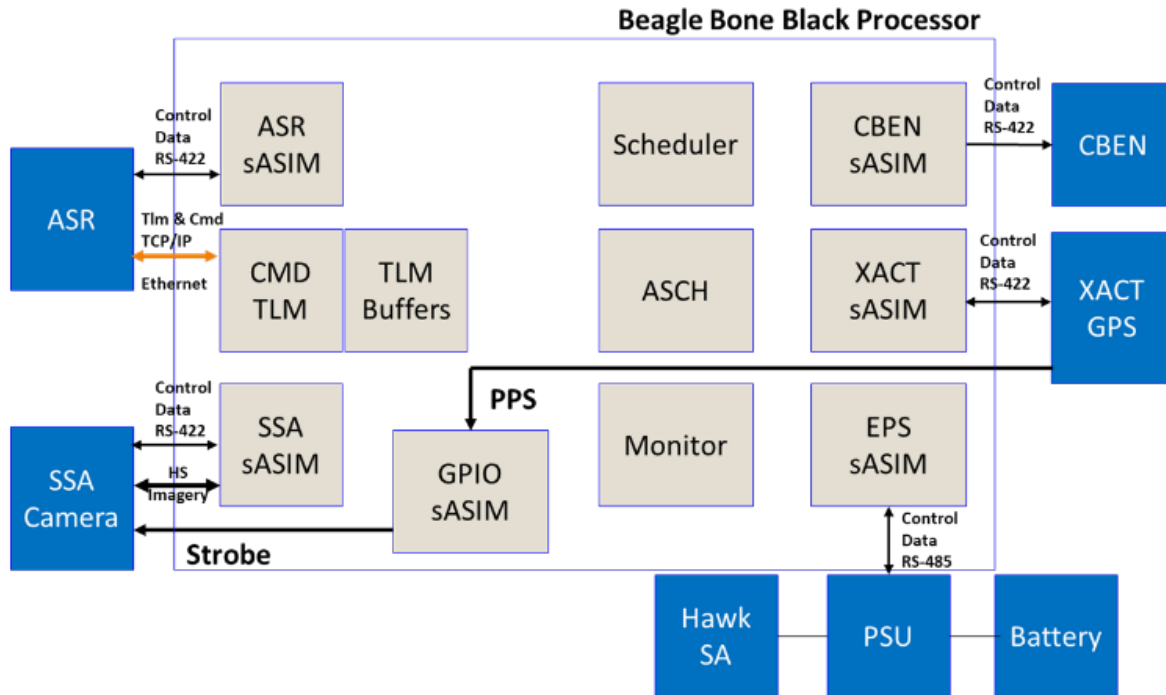 Beagle Bone Black Processor
Control
Data
RS-422
ASR
sASIM
Scheduler
CBEN
sASIM
Control
Data
RS-422
CBEN
ASR
Tlm & Cmd
TCP/IP
Ethernet
CMD
TLM
TLM
Buffers
ASCH
XACT
sASIM
Control
Data
RS-422
XACT
GPS
PPS
Control
Data
RS-422
SSA
sASIM
HS
Imagery
SSA
Camera
GPIO
sASIM
Strobe
Monitor
EPS
sASIM
Control
Data
RS-485
Hawk
SA
PSU
Battery